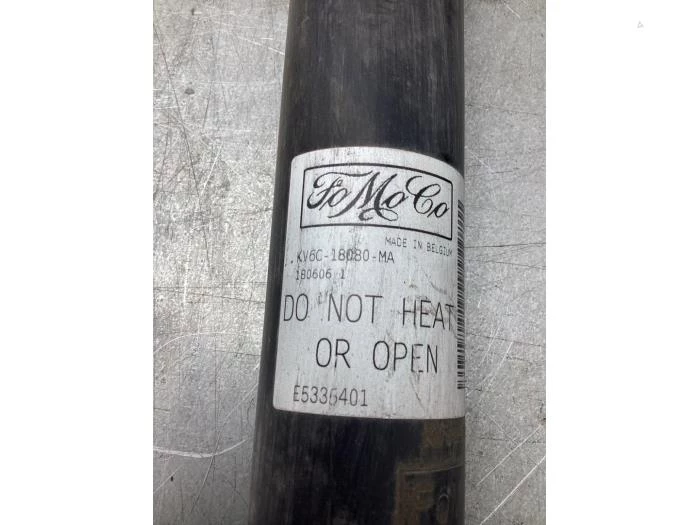 FoMoCo
MADE IN BELGIUM
KV6C-18080-MA
180606 1
DO NOT HEAT
OR OPEN
E5336401